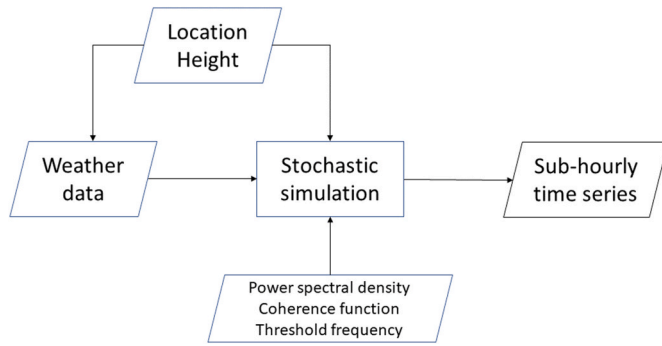 Location
Height
Weather
data
Stochastic
simulation
Sub-hourly
time series
Power spectral density
Coherence function
Threshold frequency